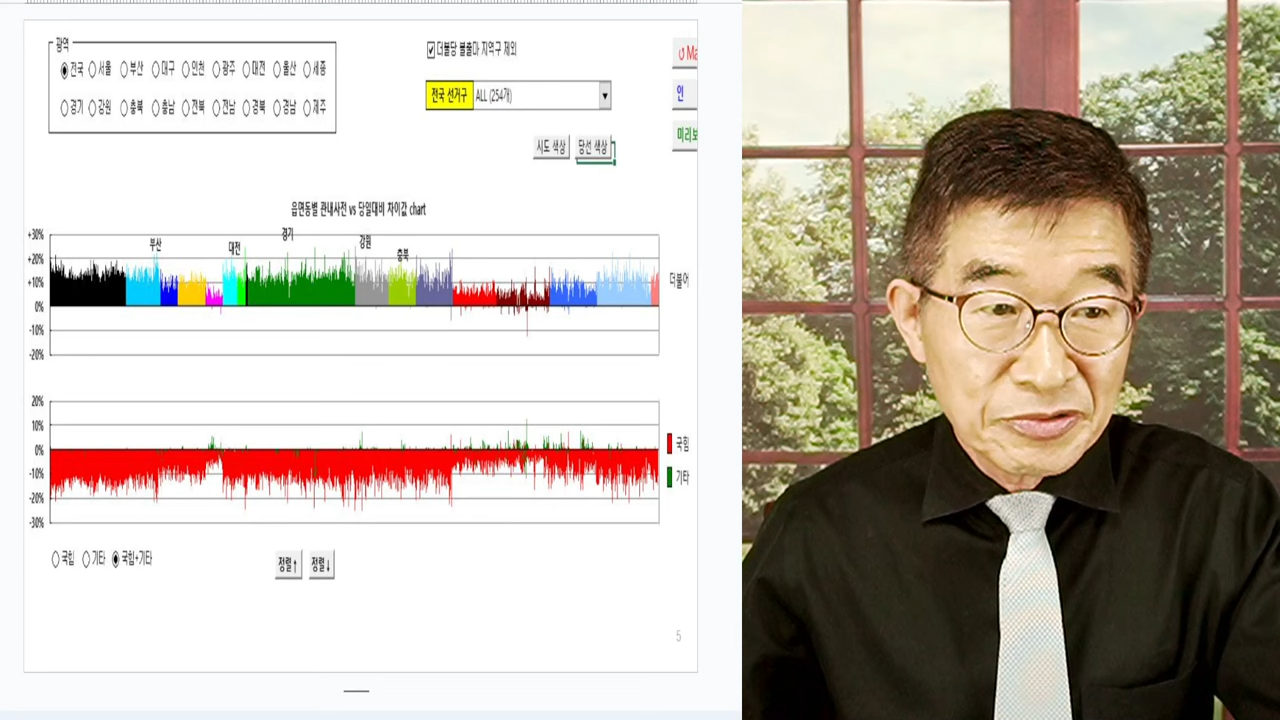 광역
전국 서울 부산 대구 인천 광주 대전 울산 세종
경기 강원 충북 충남 전북 전남 경북 경남 제주
더불당 불출마 지역구 제외
전국 선거구 ALL (254개)
시도 색상 당선 색상
↺ Ma
인
미리보
읍면동별 관내사전 vs 당일대비 차이값 chart
+30%
+20%
+10%
0%
-10%
-20%
부산
대전
경기
강원
충북
더불어
20%
10%
0%
-10%
-20%
-30%
국힘
기타
국힘 기타 국힘+기타
정렬↑ 정렬↓
5